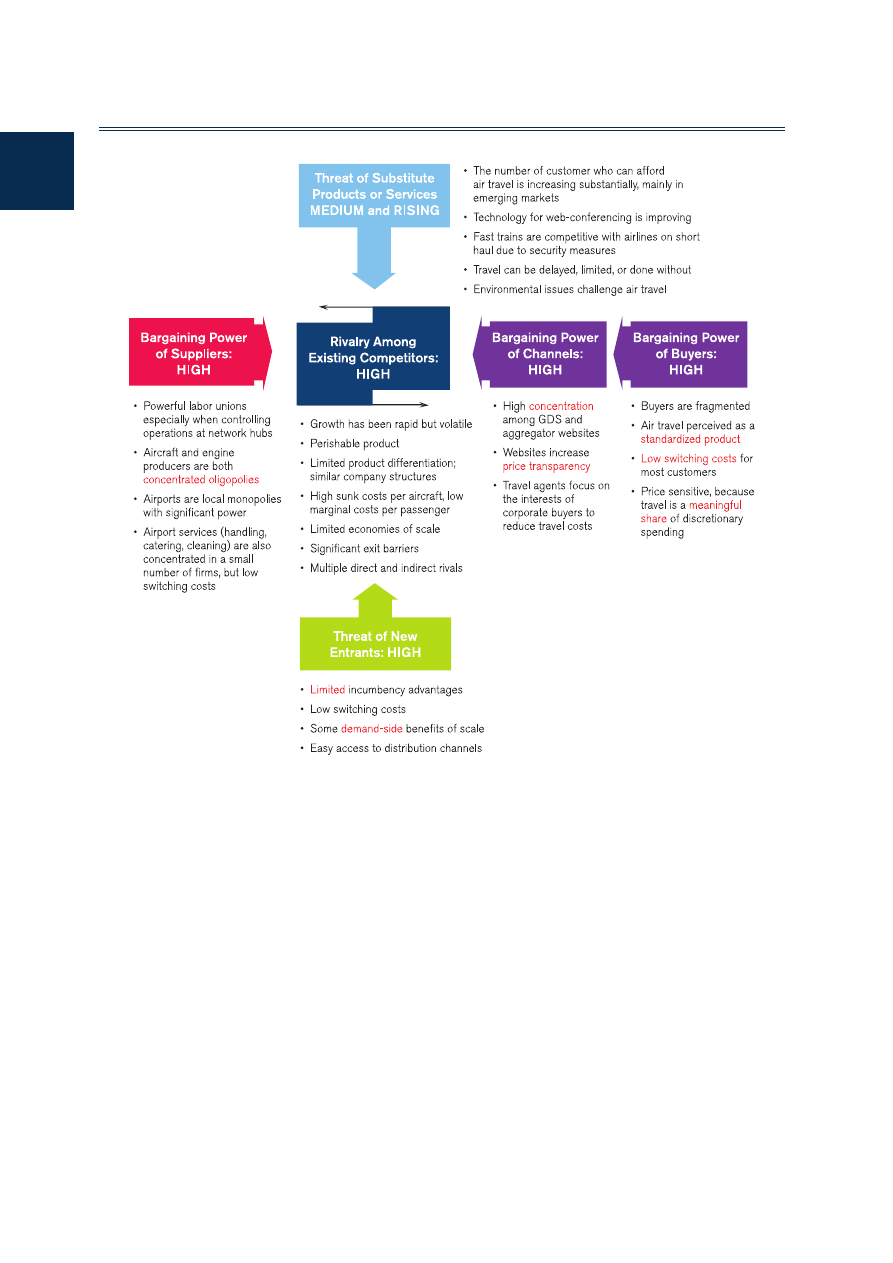 Threat of Substitute
Products or Services
MEDIUM and RISING
• The number of customer who can afford
air travel is increasing substantially, mainly in
emerging markets
• Technology for web-conferencing is improving
• Fast trains are competitive with airlines on short
haul due to security measures
• Travel can be delayed, limited, or done without
• Environmental issues challenge air travel
Bargaining Power
of Suppliers:
HIGH
• Powerful labor unions
especially when controlling
operations at network hubs
• Aircraft and engine
producers are both
concentrated oligopolies
• Airports are local monopolies
with significant power
• Airport services (handling,
catering, cleaning) are also
concentrated in a small
number of firms, but low
switching costs
Rivalry Among
Existing Competitors:
HIGH
• Growth has been rapid but volatile
• Perishable product
• Limited product differentiation;
similar company structures
• High sunk costs per aircraft, low
marginal costs per passenger
• Limited economies of scale
• Significant exit barriers
• Multiple direct and indirect rivals
Bargaining Power
of Channels:
HIGH
• High concentration
among GDS and
aggregator websites
• Websites increase
price transparency
• Travel agents focus on
the interests of
corporate buyers to
reduce travel costs
Bargaining Power
of Buyers:
HIGH
• Buyers are fragmented
• Air travel perceived as a
standardized product
• Low switching costs for
most customers
• Price sensitive, because
travel is a meaningful
share of discretionary
spending
Threat of New
Entrants: HIGH
• Limited incumbency advantages
• Low switching costs
• Some demand-side benefits of scale
• Easy access to distribution channels